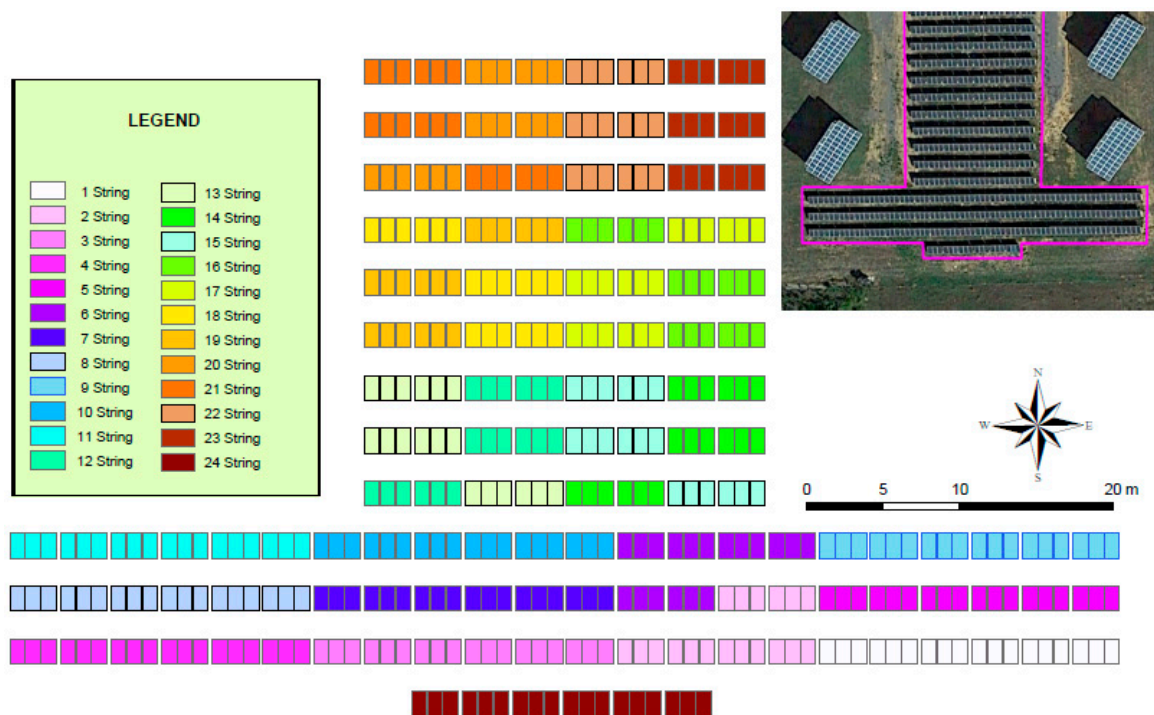 LEGEND
1 String
2 String
3 String
4 String
5 String
6 String
7 String
8 String
9 String
10 String
11 String
12 String
13 String
14 String
15 String
16 String
17 String
18 String
19 String
20 String
21 String
22 String
23 String
24 String
N
W
E
S
0 5 10 20 m